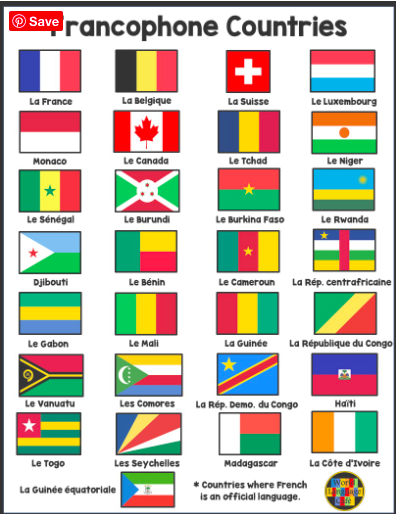 Save
Francophone Countries
La France
La Belgique
La Suisse
Le Luxembourg
Monaco
Le Canada
Le Tchad
Le Niger
Le Sénégal
Le Burundi
Le Burkina Faso
Le Rwanda
Djibouti
Le Bénin
Le Cameroun
La Rép. centrafricaine
Le Gabon
Le Mali
La Guinée
La République du Congo
Le Vanuatu
Les Comores
La Rép. Demo. du Congo
Haïti
Le Togo
Les Seychelles
Madagascar
La Côte d'Ivoire
La Guinée équatoriale
* Countries where French
is an official language.
World
Language
Cafe